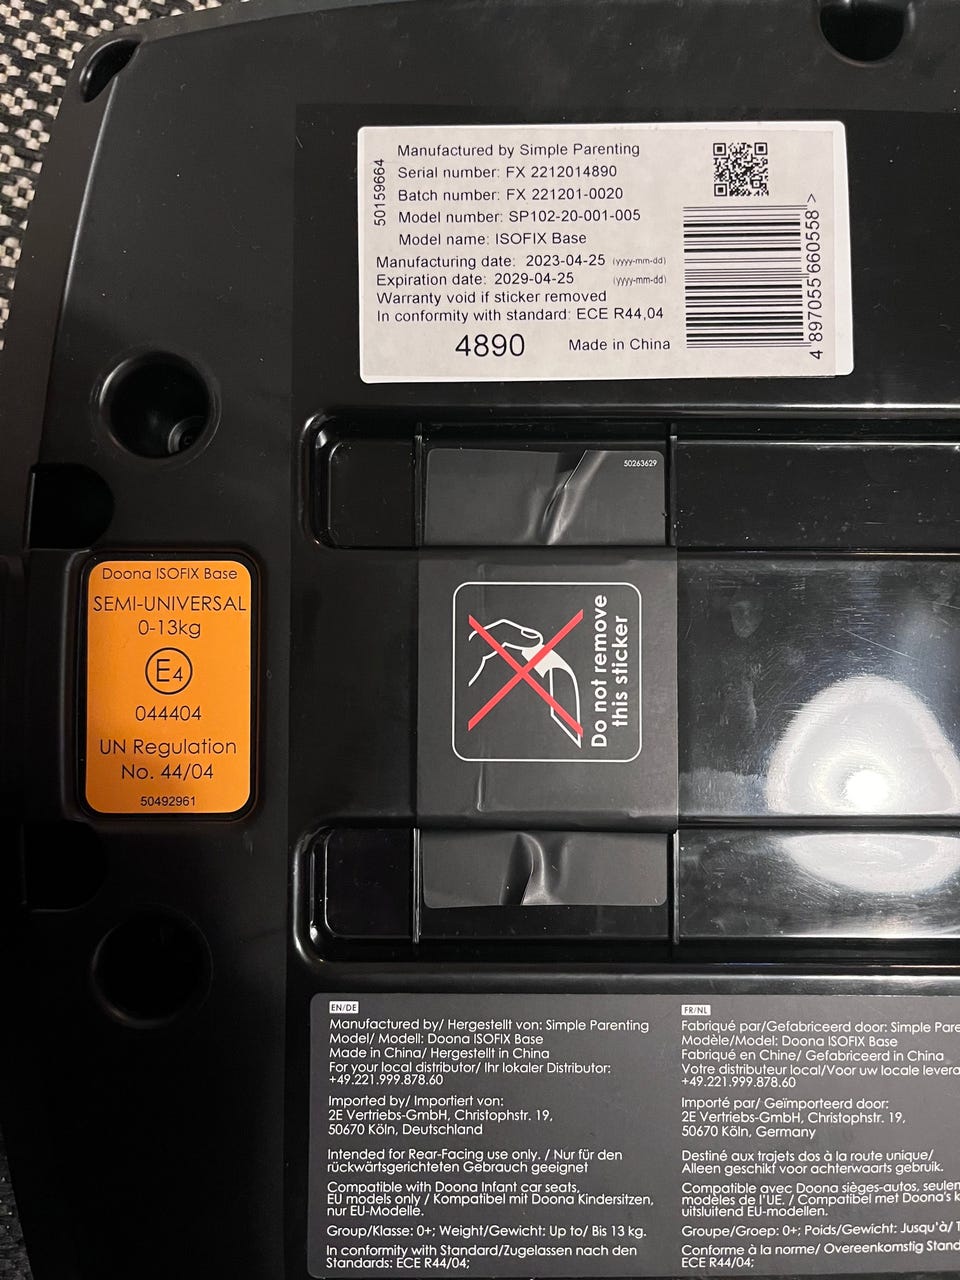 50159664
Manufactured by Simple Parenting
Serial number: FX 2212014890
Batch number: FX 221201-0020
Model number: SP102-20-001-005
Model name: ISOFIX Base
Manufacturing date: 2023-04-25 (yyyy-mm-dd)
Expiration date: 2029-04-25 (yyyy-mm-dd)
Warranty void if sticker removed
In conformity with standard: ECE R44,04
4890 Made in China
4 897055 660558 >
50263629
Do not remove
this sticker
Doona ISOFIX Base
SEMI-UNIVERSAL
0-13kg
E4
044404
UN Regulation
No. 44/04
50492961
EN/DE
Manufactured by/ Hergestellt von: Simple Parenting
Model/ Modell: Doona ISOFIX Base
Made in China/ Hergestellt in China
For your local distributor/ Ihr lokaler Distributor:
+49.221.999.878.60
Imported by/ Importiert von:
2E Vertriebs-GmbH, Christophstr. 19,
50670 Köln, Deutschland
Intended for Rear-Facing use only. / Nur für den
rückwärtsgerichteten Gebrauch geeignet
Compatible with Doona Infant car seats,
EU models only / Kompatibel mit Doona Kindersitzen,
nur EU-Modelle.
Group/Klasse: 0+; Weight/Gewicht: Up to/ Bis 13 kg.
In conformity with Standard/Zugelassen nach den
Standards: ECE R44/04;
FR/NL
Fabriqué par/Gefabriceerd door: Simple Pare
Modèle/Model: Doona ISOFIX Base
Fabriqué en Chine/ Gefabriceerd in China
Votre distributeur local/Voor uw locale levera
+49.221.999.878.60
Importé par/ Geïmporteerd door:
2E Vertriebs-GmbH, Christophstr. 19,
50670 Köln, Germany
Destiné aux trajets dos à la route unique/
Alleen geschikt voor achterwaarts gebruik.
Compatible avec Doona sièges-autos, seulem
modèles de l'UE. / Compatibel met Doona's k
uitsluitend EU-modellen.
Groupe/Groep: 0+; Poids/Gewicht: Jusqu'à/ T
Conforme à la norme/ Overeenkomstig Stand
ECE R44/04;